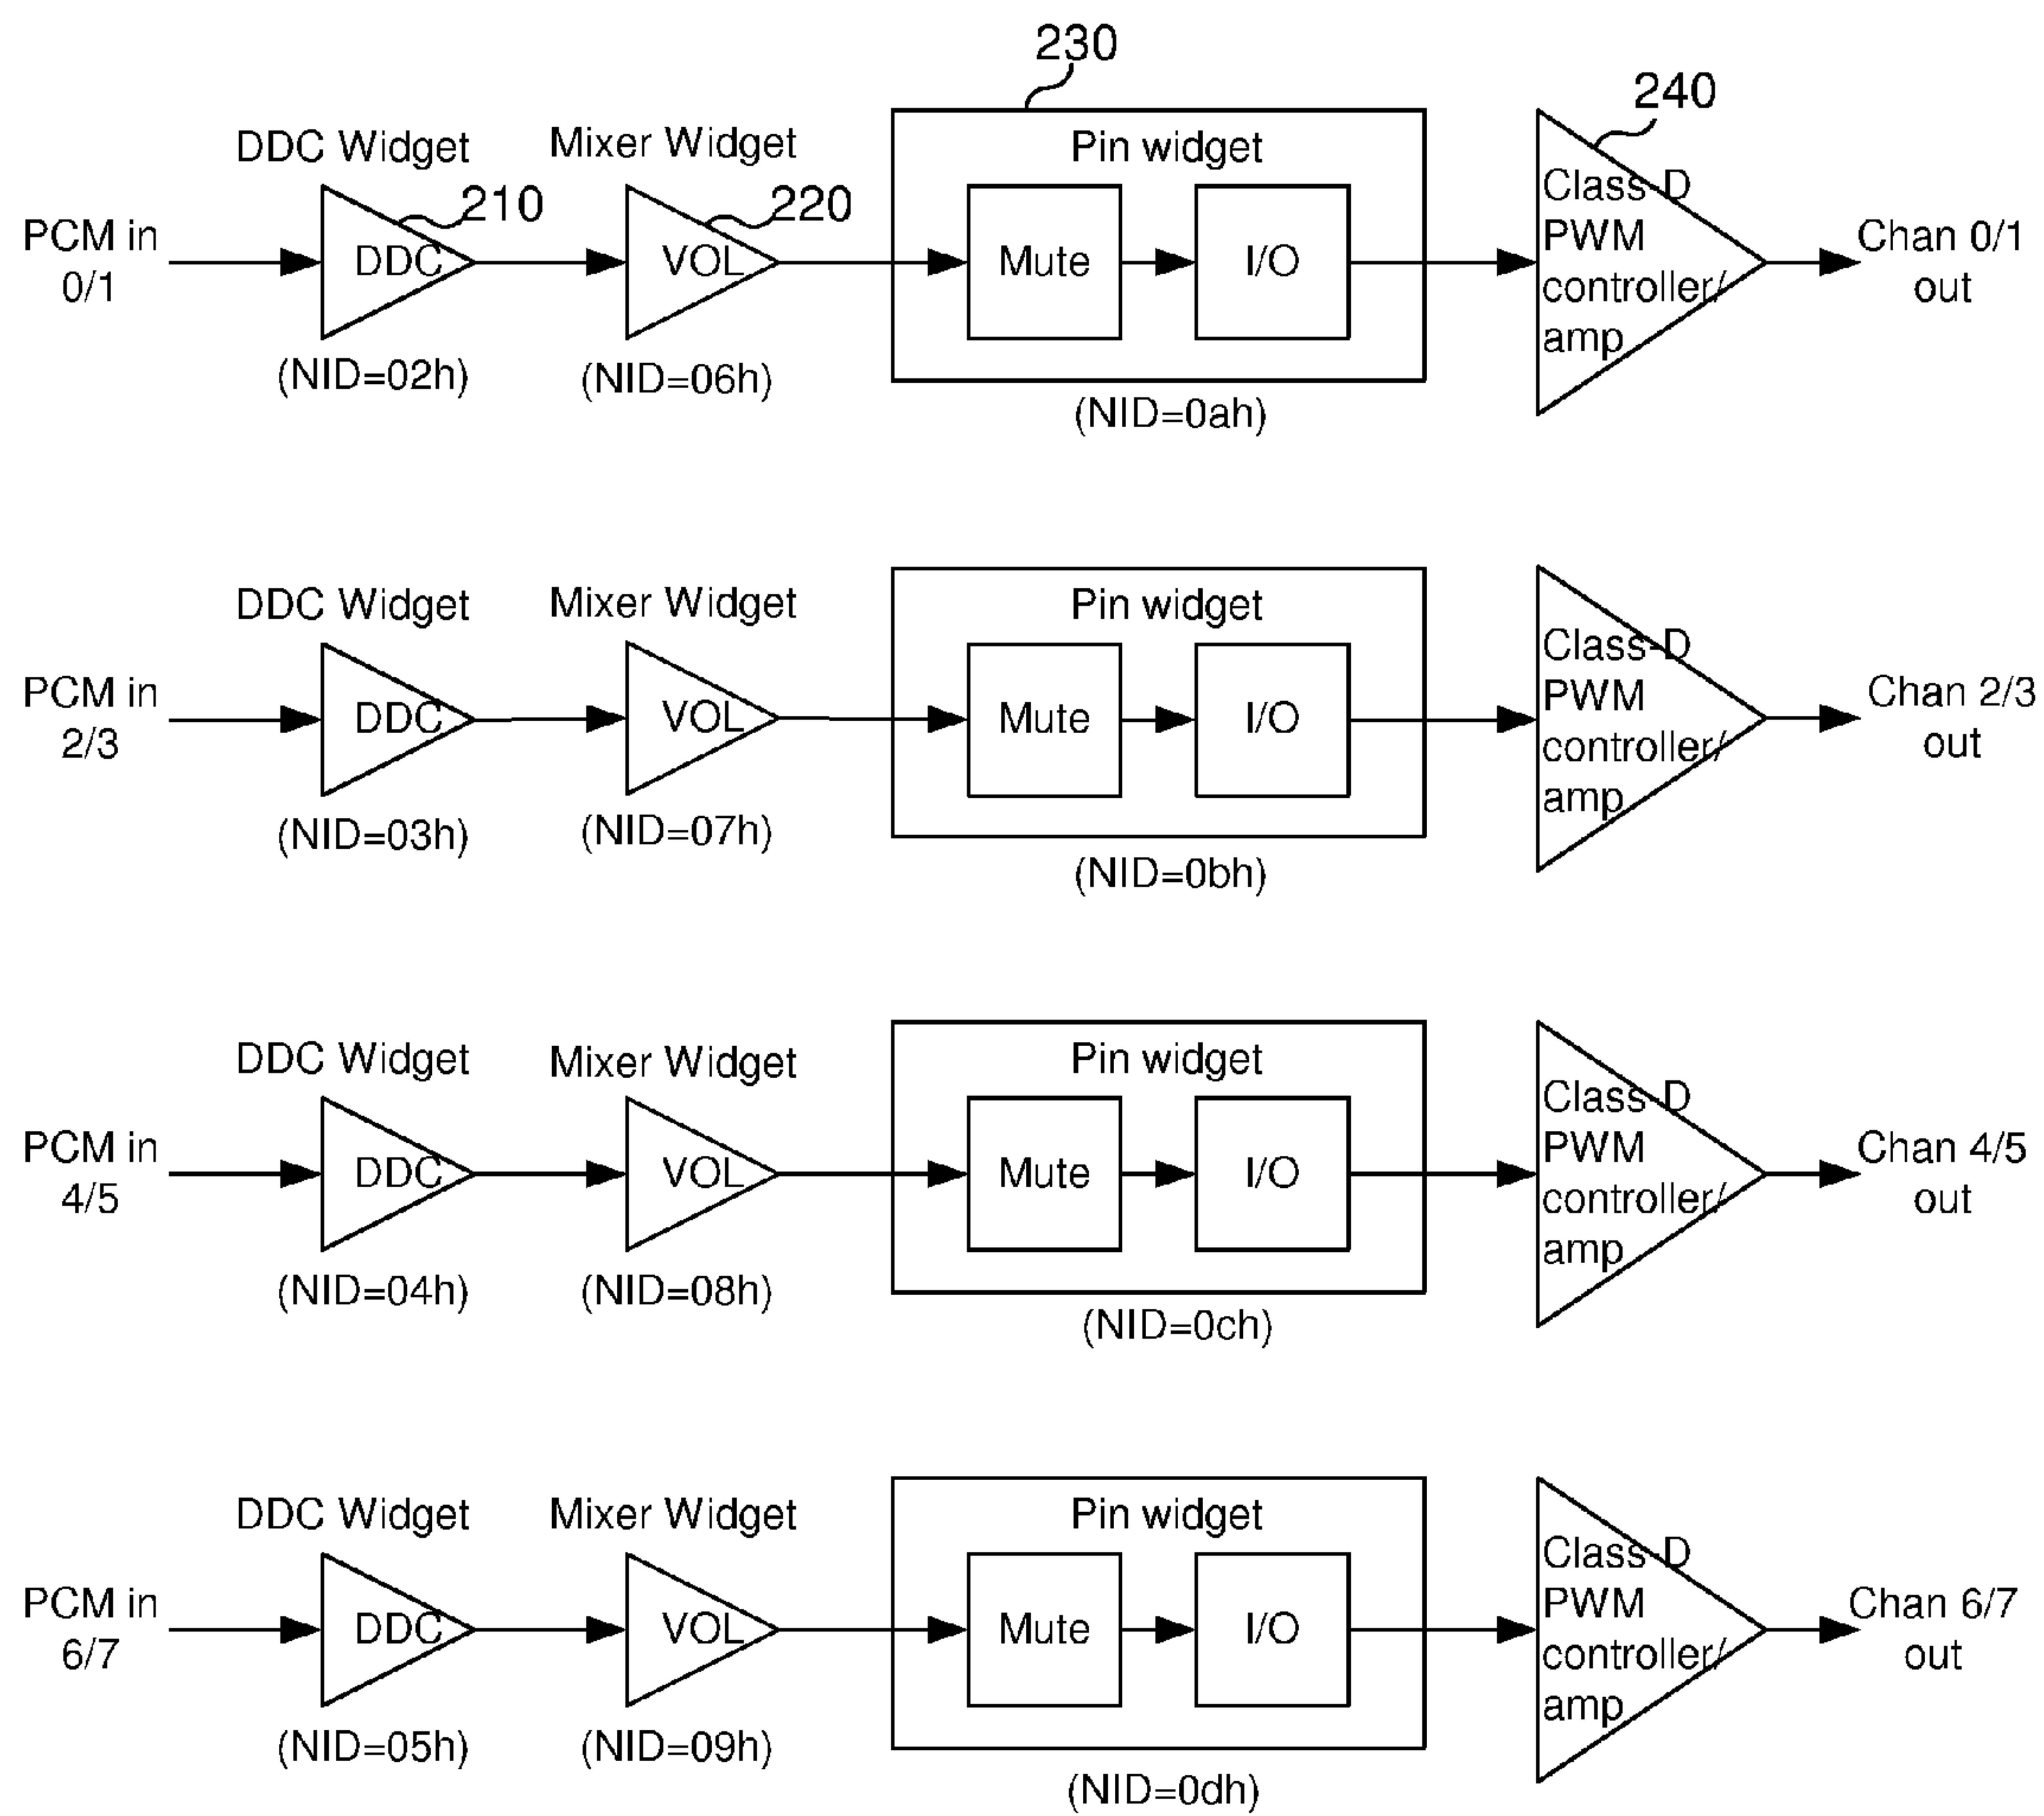 230
240
DDC Widget
Mixer Widget
Pin widget
210
220
PCM in
0/1
DDC
VOL
Mute
I/O
Class-D
PWM
controller/
amp
Chan 0/1
out
(NID=02h)
(NID=06h)
(NID=0ah)
DDC Widget
Mixer Widget
Pin widget
PCM in
2/3
DDC
VOL
Mute
I/O
Class-D
PWM
controller/
amp
Chan 2/3
out
(NID=03h)
(NID=07h)
(NID=0bh)
DDC Widget
Mixer Widget
Pin widget
PCM in
4/5
DDC
VOL
Mute
I/O
Class-D
PWM
controller/
amp
Chan 4/5
out
(NID=04h)
(NID=08h)
(NID=0ch)
DDC Widget
Mixer Widget
Pin widget
PCM in
6/7
DDC
VOL
Mute
I/O
Class-D
PWM
controller/
amp
Chan 6/7
out
(NID=05h)
(NID=09h)
(NID=0dh)